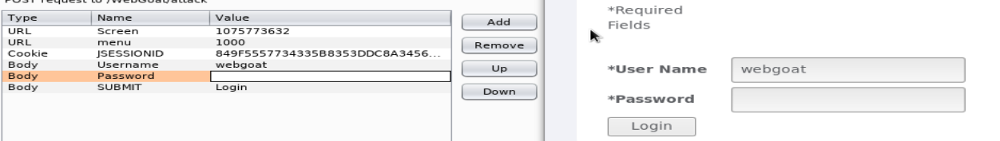 POST request to /WebGoat/attack
Type Name Value
URL Screen 1075773632
URL menu 1000
Cookie JSESSIONID 849F5557734335B8353DDC8A3456...
Body Username webgoat
Body Password
Body SUBMIT Login
Add
Remove
Up
Down
*Required
Fields
*User Name webgoat
*Password
Login